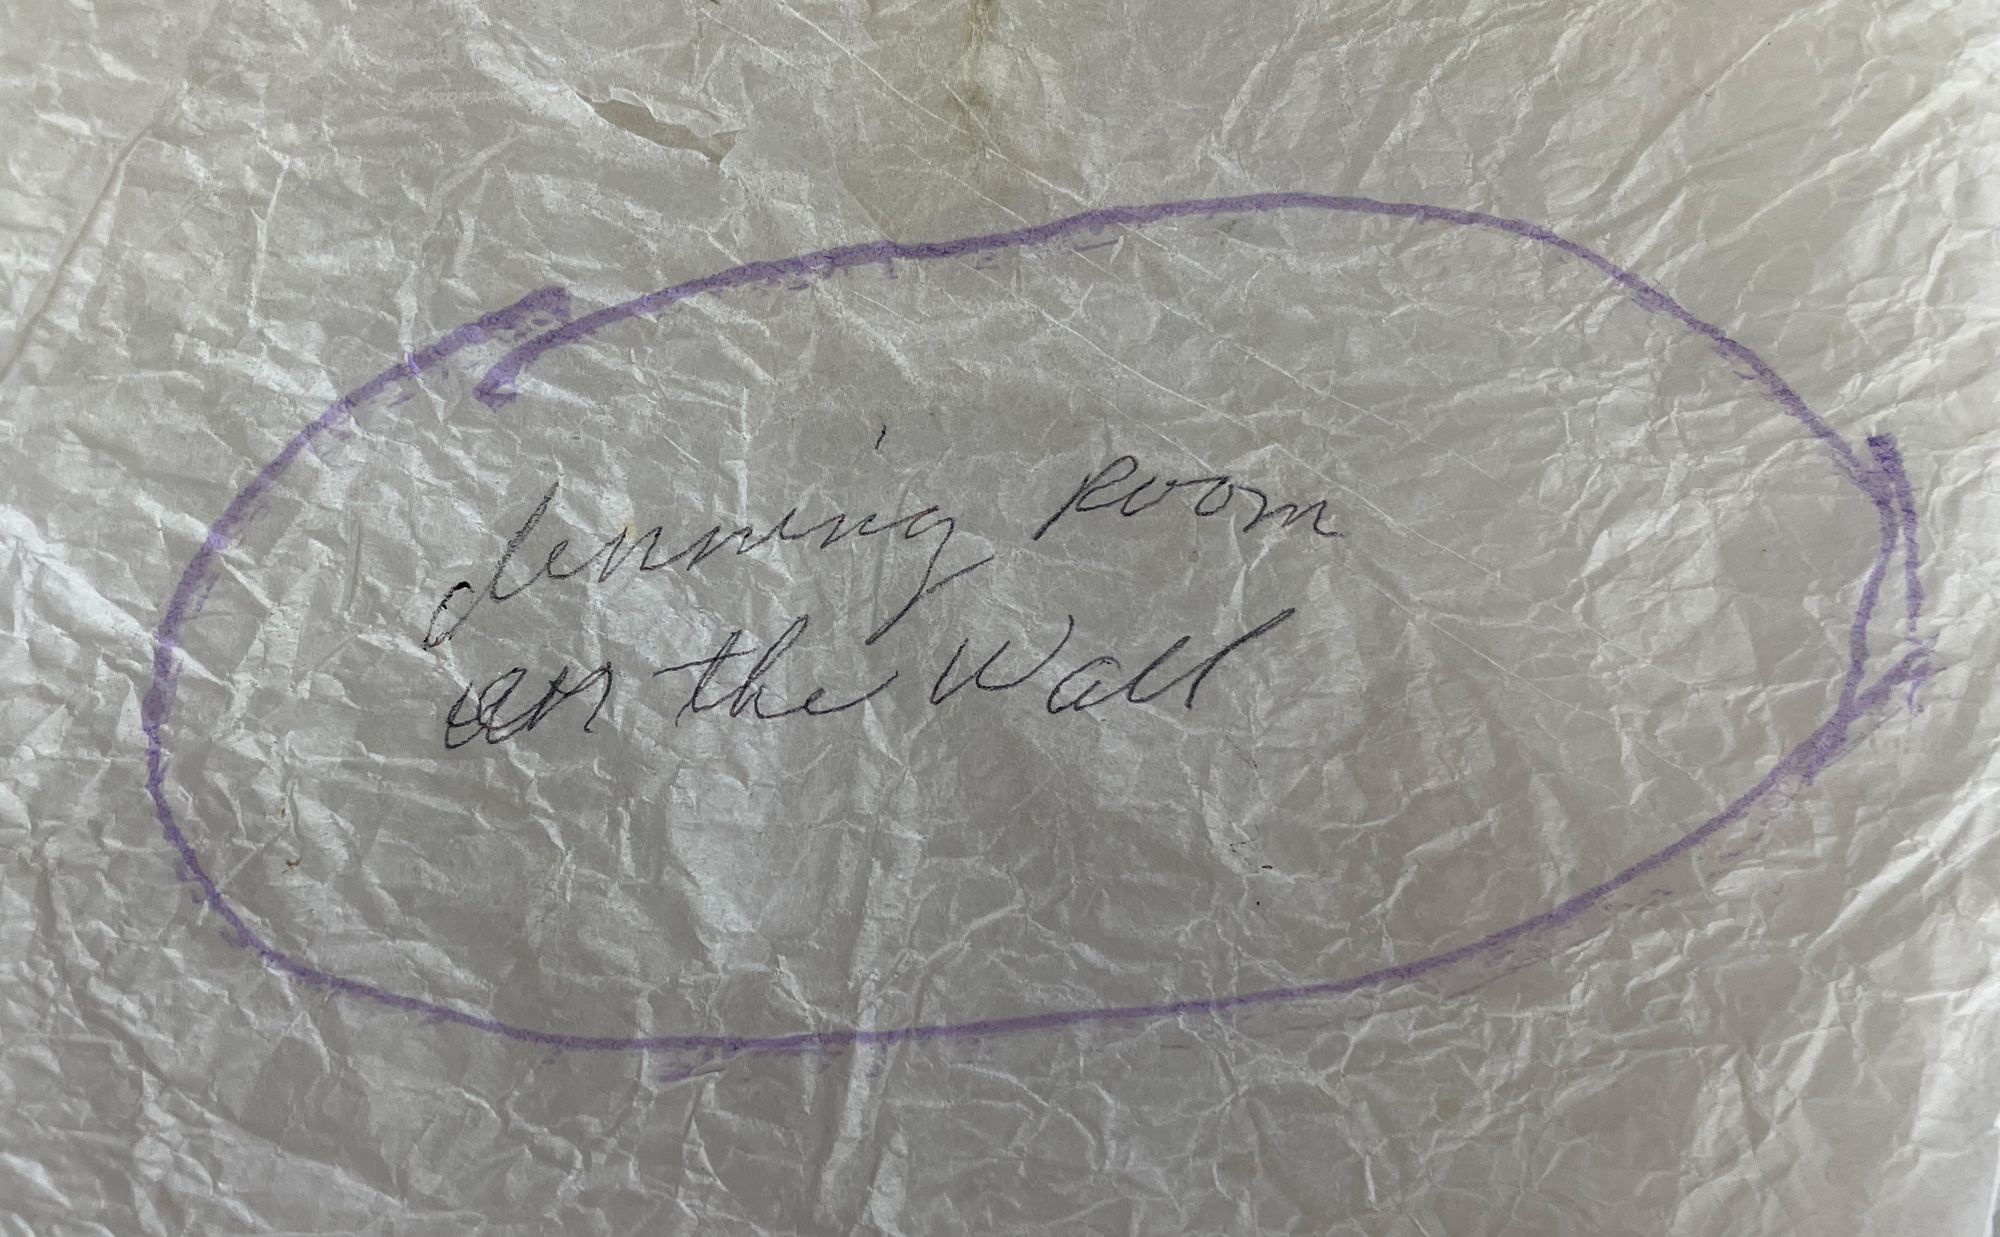 dinning Room
on the Wall